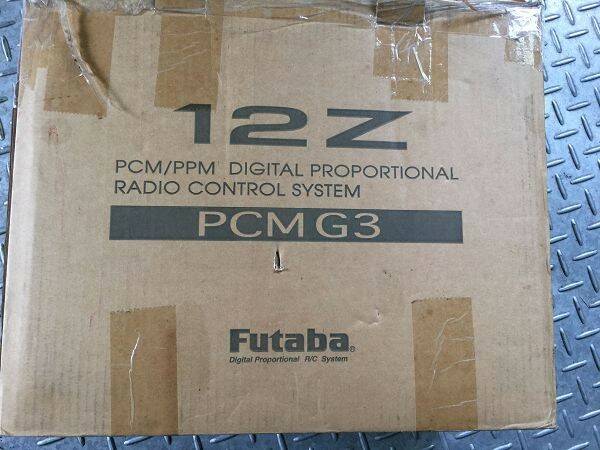 12Z
PCM/PPM DIGITAL PROPORTIONAL
RADIO CONTROL SYSTEM
PCM G3
Futaba®
Digital Proportional R/C System